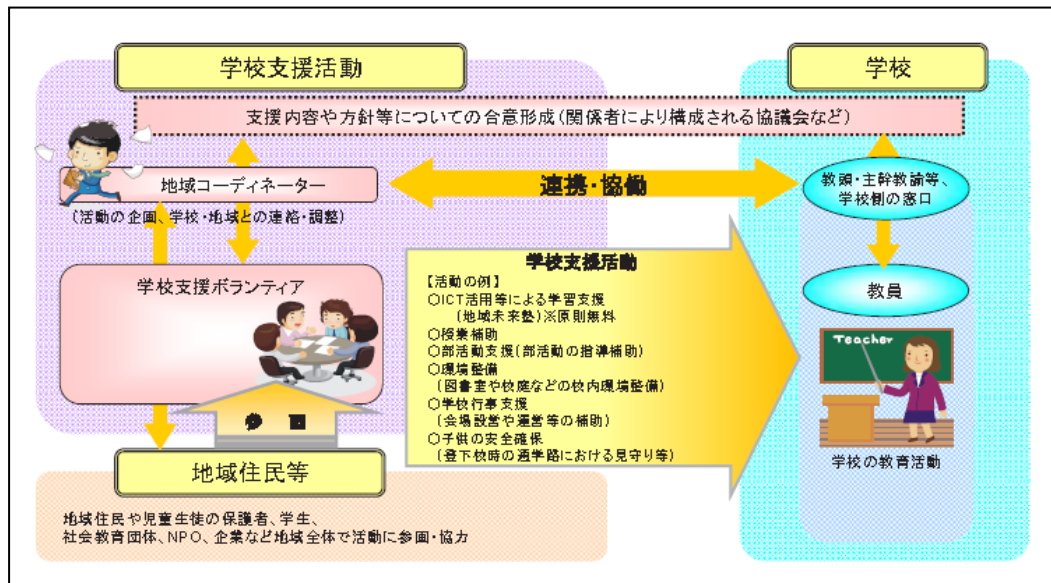 学校支援活動
学校
支援内容や方針等についての合意形成(関係者により構成される協議会など)
地域コーディネーター
(活動の企画、学校・地域との連絡・調整)
連携・協働
教頭・主幹教諭等、
学校側の窓口
学校支援ボランティア
学校支援活動
【活動の例】
○ICT活用等による学習支援
(地域未来塾)※原則無料
○授業補助
○部活動支援(部活動の指導補助)
○環境整備
(図書室や校庭などの校内環境整備)
○学校行事支援
(会場設営や運営等の補助)
○子供の安全確保
(登下校時の通学路における見守り等)
教員
Teacher
学校の教育活動
参画
地域住民等
地域住民や児童生徒の保護者、学生、
社会教育団体、NPO、企業など地域全体で活動に参画・協力